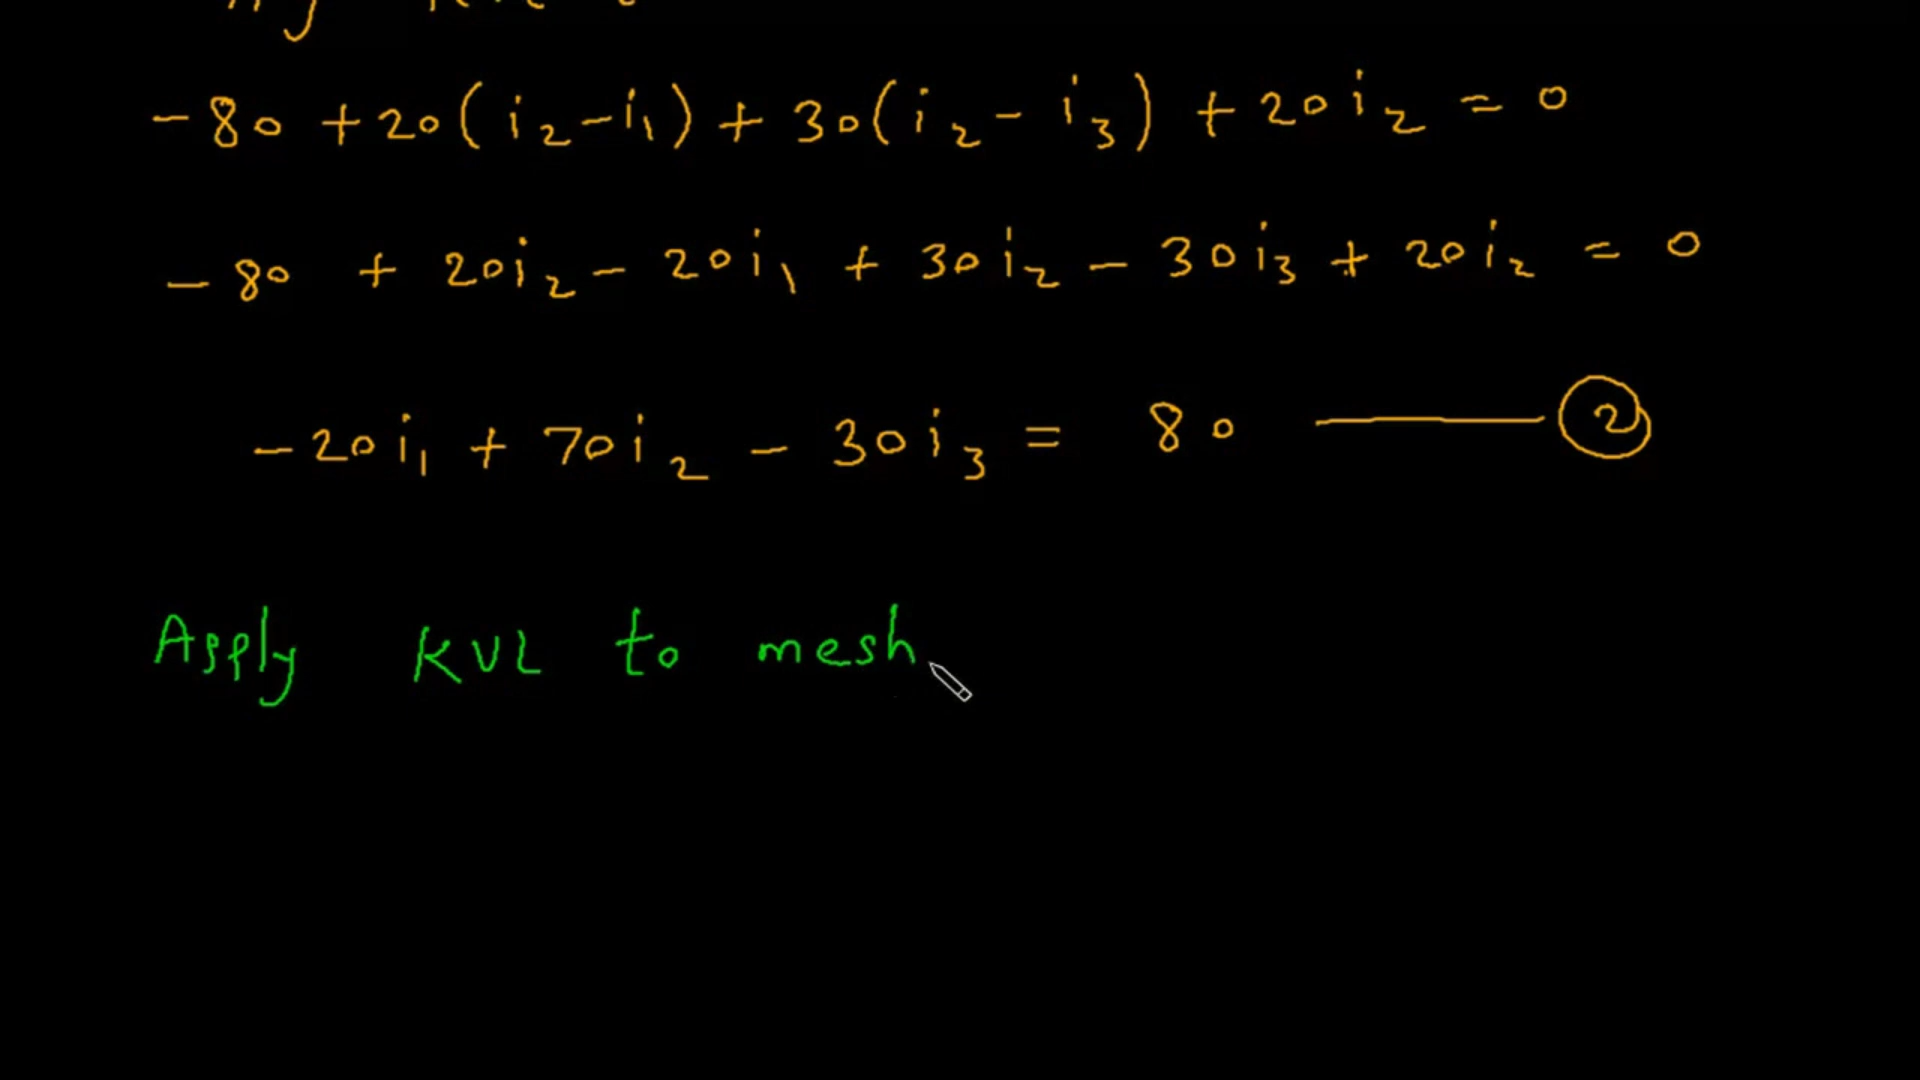 -80 + 20(i₂ - i₁) + 30(i₂ - i₃) + 20i₂ = 0
-80 + 20i₂ - 20i₁ + 30i₂ - 30i₃ + 20i₂ = 0
-20i₁ + 70i₂ - 30i₃ = 80 —— ②
Apply KVL to mesh